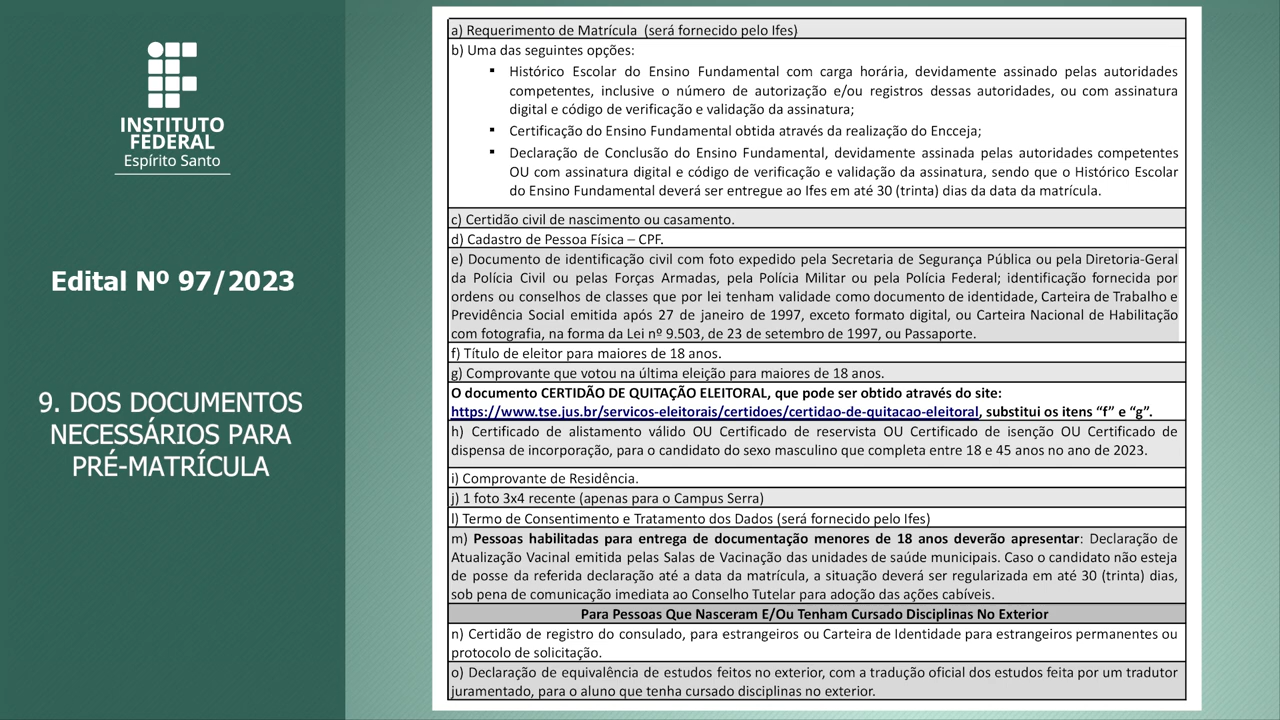 INSTITUTO
FEDERAL
Espírito Santo
Edital Nº 97/2023
9. DOS DOCUMENTOS
NECESSÁRIOS PARA
PRÉ-MATRÍCULA
a) Requerimento de Matrícula (será fornecido pelo Ifes)
b) Uma das seguintes opções:
▪ Histórico Escolar do Ensino Fundamental com carga horária, devidamente assinado pelas autoridades
competentes, inclusive o número de autorização e/ou registros dessas autoridades, ou com assinatura
digital e código de verificação e validação da assinatura;
▪ Certificação do Ensino Fundamental obtida através da realização do Encceja;
▪ Declaração de Conclusão do Ensino Fundamental, devidamente assinada pelas autoridades competentes
OU com assinatura digital e código de verificação e validação da assinatura, sendo que o Histórico Escolar
do Ensino Fundamental deverá ser entregue ao Ifes em até 30 (trinta) dias da data da matrícula.
c) Certidão civil de nascimento ou casamento.
d) Cadastro de Pessoa Física – CPF.
e) Documento de identificação civil com foto expedido pela Secretaria de Segurança Pública ou pela Diretoria-Geral
da Polícia Civil ou pelas Forças Armadas, pela Polícia Militar ou pela Polícia Federal; identificação fornecida por
ordens ou conselhos de classes que por lei tenham validade como documento de identidade, Carteira de Trabalho e
Previdência Social emitida após 27 de janeiro de 1997, exceto formato digital, ou Carteira Nacional de Habilitação
com fotografia, na forma da Lei nº 9.503, de 23 de setembro de 1997, ou Passaporte.
f) Título de eleitor para maiores de 18 anos.
g) Comprovante que votou na última eleição para maiores de 18 anos.
O documento CERTIDÃO DE QUITAÇÃO ELEITORAL, que pode ser obtido através do site:
https://www.tse.jus.br/servicos-eleitorais/certidoes/certidao-de-quitacao-eleitoral, substitui os itens “f” e “g”.
h) Certificado de alistamento válido OU Certificado de reservista OU Certificado de isenção OU Certificado de
dispensa de incorporação, para o candidato do sexo masculino que completa entre 18 e 45 anos no ano de 2023.
i) Comprovante de Residência.
j) 1 foto 3x4 recente (apenas para o Campus Serra)
l) Termo de Consentimento e Tratamento dos Dados (será fornecido pelo Ifes)
m) Pessoas habilitadas para entrega de documentação menores de 18 anos deverão apresentar: Declaração de
Atualização Vacinal emitida pelas Salas de Vacinação das unidades de saúde municipais. Caso o candidato não esteja
de posse da referida declaração até a data da matrícula, a situação deverá ser regularizada em até 30 (trinta) dias,
sob pena de comunicação imediata ao Conselho Tutelar para adoção das ações cabíveis.
Para Pessoas Que Nasceram E/Ou Tenham Cursado Disciplinas No Exterior
n) Certidão de registro do consulado, para estrangeiros ou Carteira de Identidade para estrangeiros permanentes ou
protocolo de solicitação.
o) Declaração de equivalência de estudos feitos no exterior, com a tradução oficial dos estudos feita por um tradutor
juramentado, para o aluno que tenha cursado disciplinas no exterior.